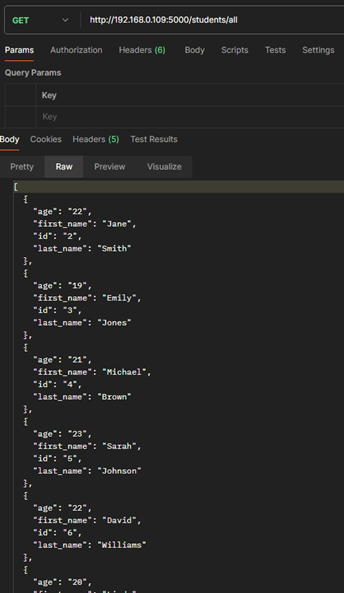 GET http://192.168.0.109:5000/students/all
Params Authorization Headers (6) Body Scripts Tests Settings
Query Params
Key
Key
Body Cookies Headers (5) Test Results
Pretty Raw Preview Visualize
[
{
"age": "22",
"first_name": "Jane",
"id": "2",
"last_name": "Smith"
},
{
"age": "19",
"first_name": "Emily",
"id": "3",
"last_name": "Jones"
},
{
"age": "21",
"first_name": "Michael",
"id": "4",
"last_name": "Brown"
},
{
"age": "23",
"first_name": "Sarah",
"id": "5",
"last_name": "Johnson"
},
{
"age": "22",
"first_name": "David",
"id": "6",
"last_name": "Williams"
},
{
"age": "20",